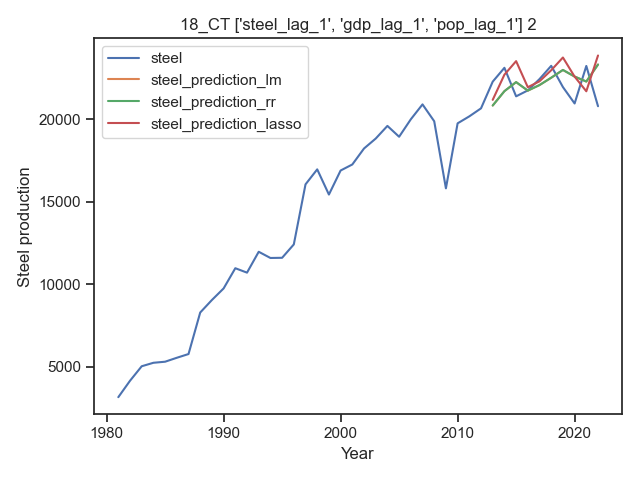 18_CT ['steel_lag_1', 'gdp_lag_1', 'pop_lag_1'] 2
steel
steel_prediction_lm
steel_prediction_rr
steel_prediction_lasso
Steel production
20000
15000
10000
5000
1980
1990
2000
2010
2020
Year